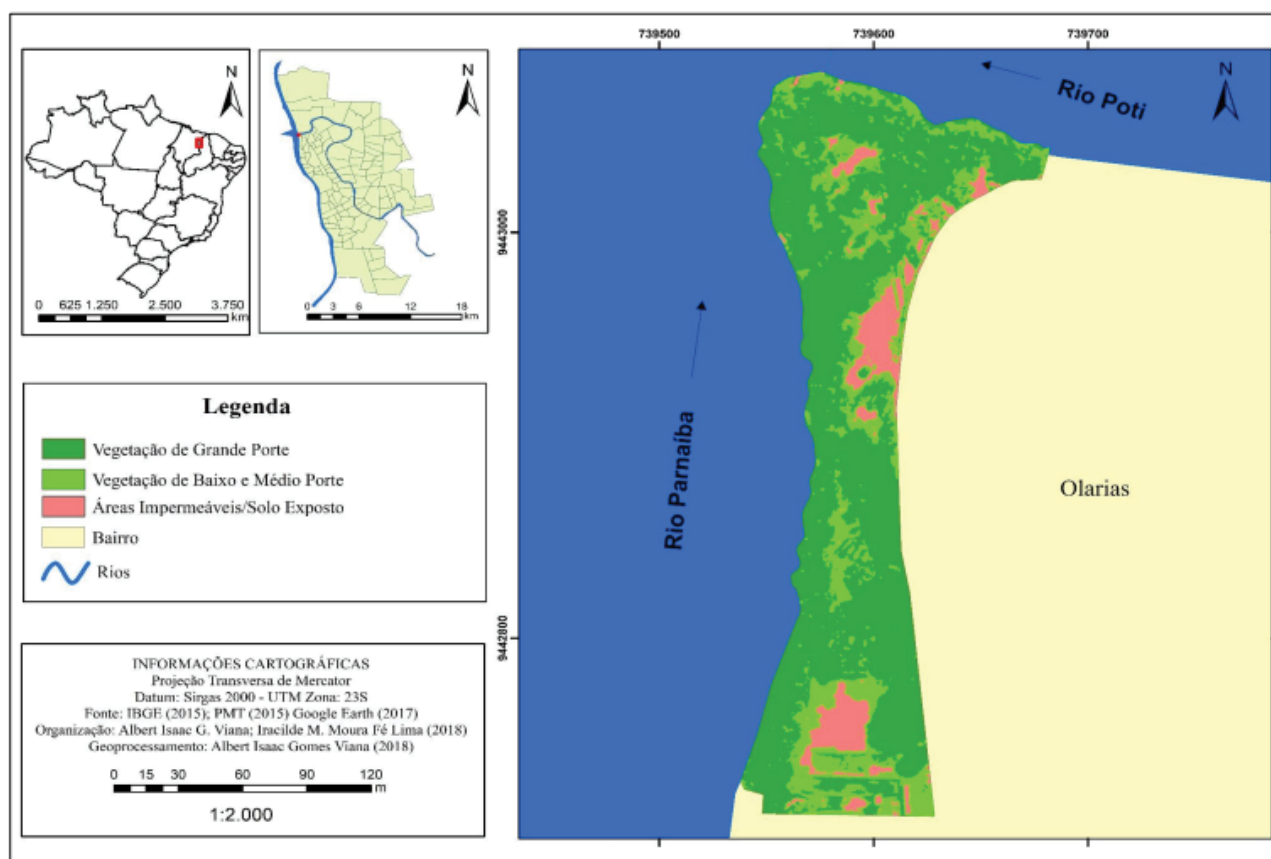 N
0 625 1.250 2.500 3.750
km
N
0 3 6 12 18
km
Legenda
Vegetação de Grande Porte
Vegetação de Baixo e Médio Porte
Áreas Impermeáveis/Solo Exposto
Bairro
Rios
INFORMAÇÕES CARTOGRÁFICAS
Projeção Transversa de Mercator
Datum: Sirgas 2000 - UTM Zona: 23S
Fonte: IBGE (2015); PMT (2015) Google Earth (2017)
Organização: Albert Isaac G. Viana; Iracilde M. Moura Fé Lima (2018)
Geoprocessamento: Albert Isaac Gomes Viana (2018)
0 15 30 60 90 120
m
1:2.000
739500 739600 739700
9443000
9442800
Rio Poti
N
Rio Parnaíba
Olarias